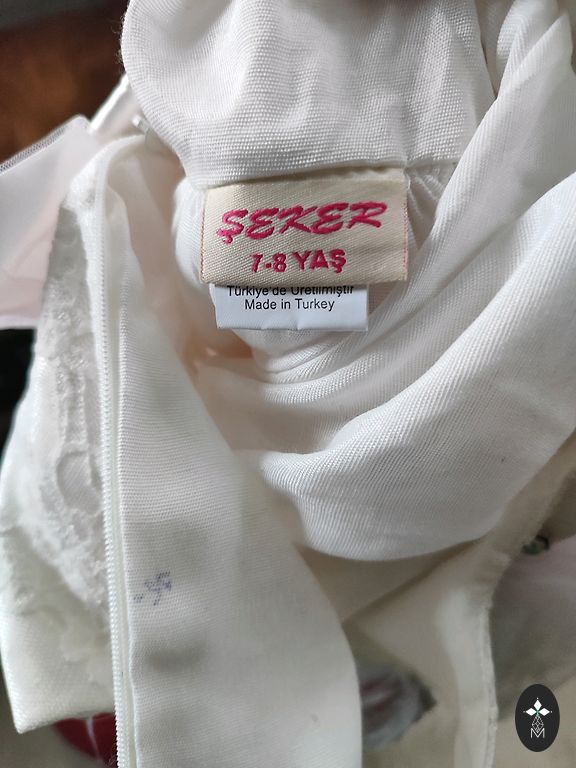 ŞEKER
7-8 YAŞ
Türkiye'de Üretilmiştir
Made in Turkey